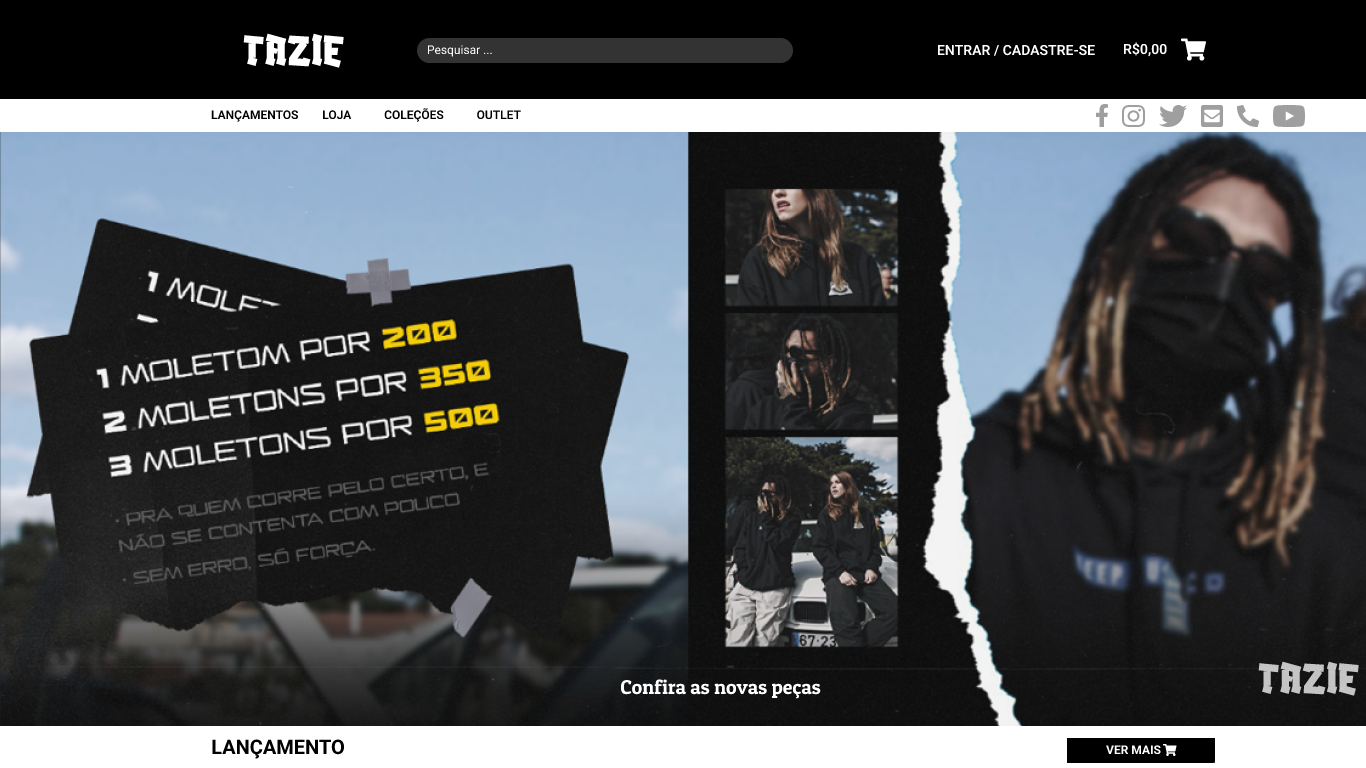 TAZIE
Pesquisar ...
ENTRAR / CADASTRE-SE
R$0,00
LANÇAMENTOS LOJA COLEÇÕES OUTLET
1 MOLET
1 MOLETOM POR 200
2 MOLETONS POR 350
3 MOLETONS POR 500
• PRA QUEM CORRE PELO CERTO, E
NÃO SE CONTENTA COM POUCO
• SEM ERRO, SÓ FORÇA.
67-23
TAZIE
Confira as novas peças
LANÇAMENTO
VER MAIS